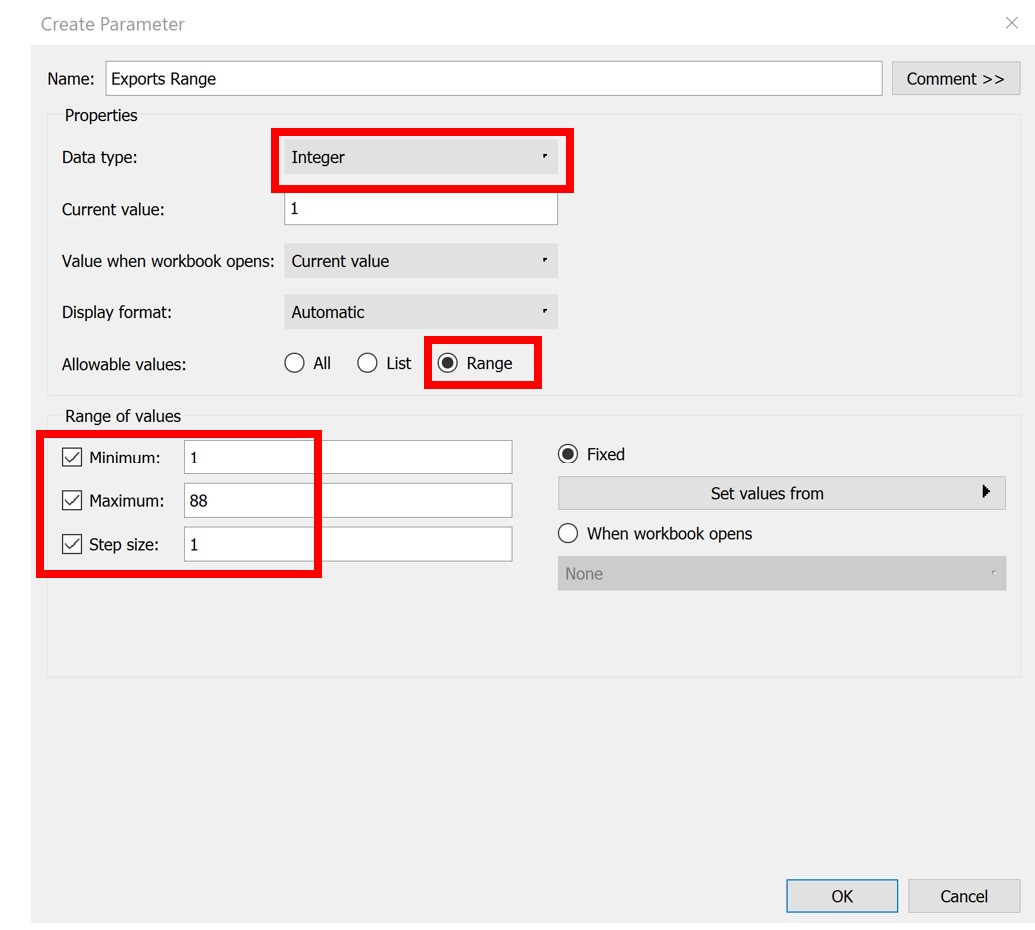 Create Parameter
Name: Exports Range Comment >>
Properties
Data type: Integer
Current value: 1
Value when workbook opens: Current value
Display format: Automatic
Allowable values: All List Range
Range of values
Minimum: 1 Fixed
Maximum: 88 Set values from
Step size: 1 When workbook opens
None
OK Cancel